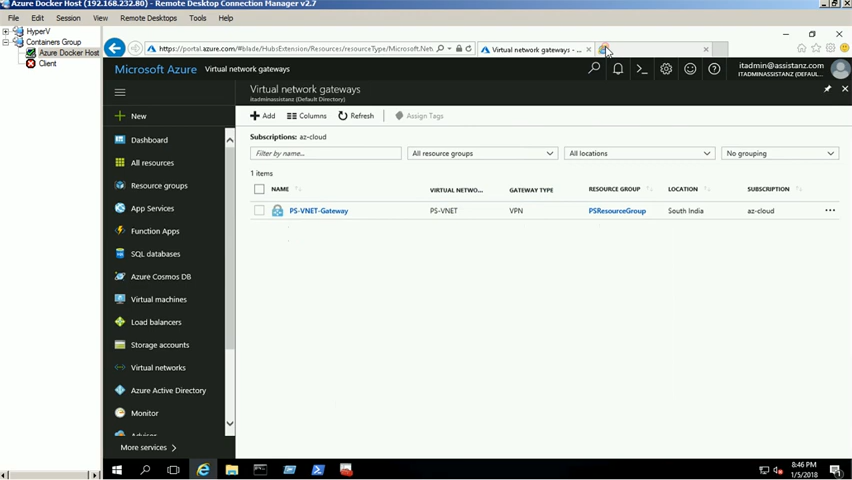 Azure Docker Host (192.168.232.80) - Remote Desktop Connection Manager v2.7
File Edit Session View Remote Desktops Tools Help
HyperV
Containers Group
Azure Docker Host
Client
https://portal.azure.com/#blade/HubsExtension/Resources/resourceType/Microsoft.Net
Virtual network gateways - ...
Microsoft Azure Virtual network gateways
itadmin@assistanz.com
ITADMINASSISTANZ (DEFAUL...
Virtual network gateways
itadminassistanz (Default Directory)
New
Dashboard
All resources
Resource groups
App Services
Function Apps
SQL databases
Azure Cosmos DB
Virtual machines
Load balancers
Storage accounts
Virtual networks
Azure Active Directory
Monitor
Advisor
More services
Add Columns Refresh Assign Tags
Subscriptions: az-cloud
Filter by name... All resource groups All locations No grouping
1 items
NAME VIRTUAL NETWO... GATEWAY TYPE RESOURCE GROUP LOCATION SUBSCRIPTION
PS-VNET-Gateway PS-VNET VPN PSResourceGroup South India az-cloud ...
8:46 PM
1/5/2018